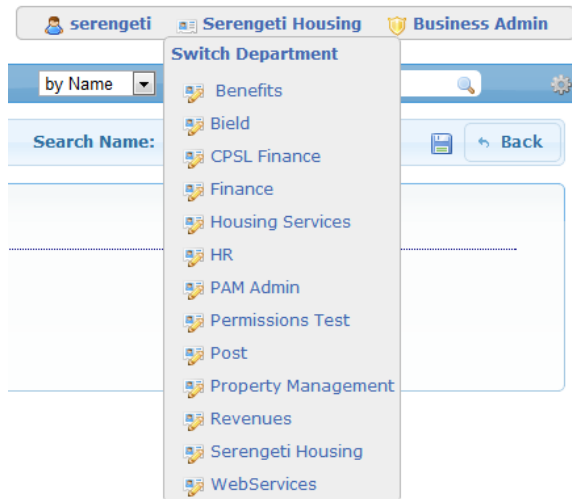 serengeti Serengeti Housing Business Admin
Switch Department
by Name
Benefits
Bield
Search Name: Back
CPSL Finance
Finance
Housing Services
HR
PAM Admin
Permissions Test
Post
Property Management
Revenues
Serengeti Housing
WebServices